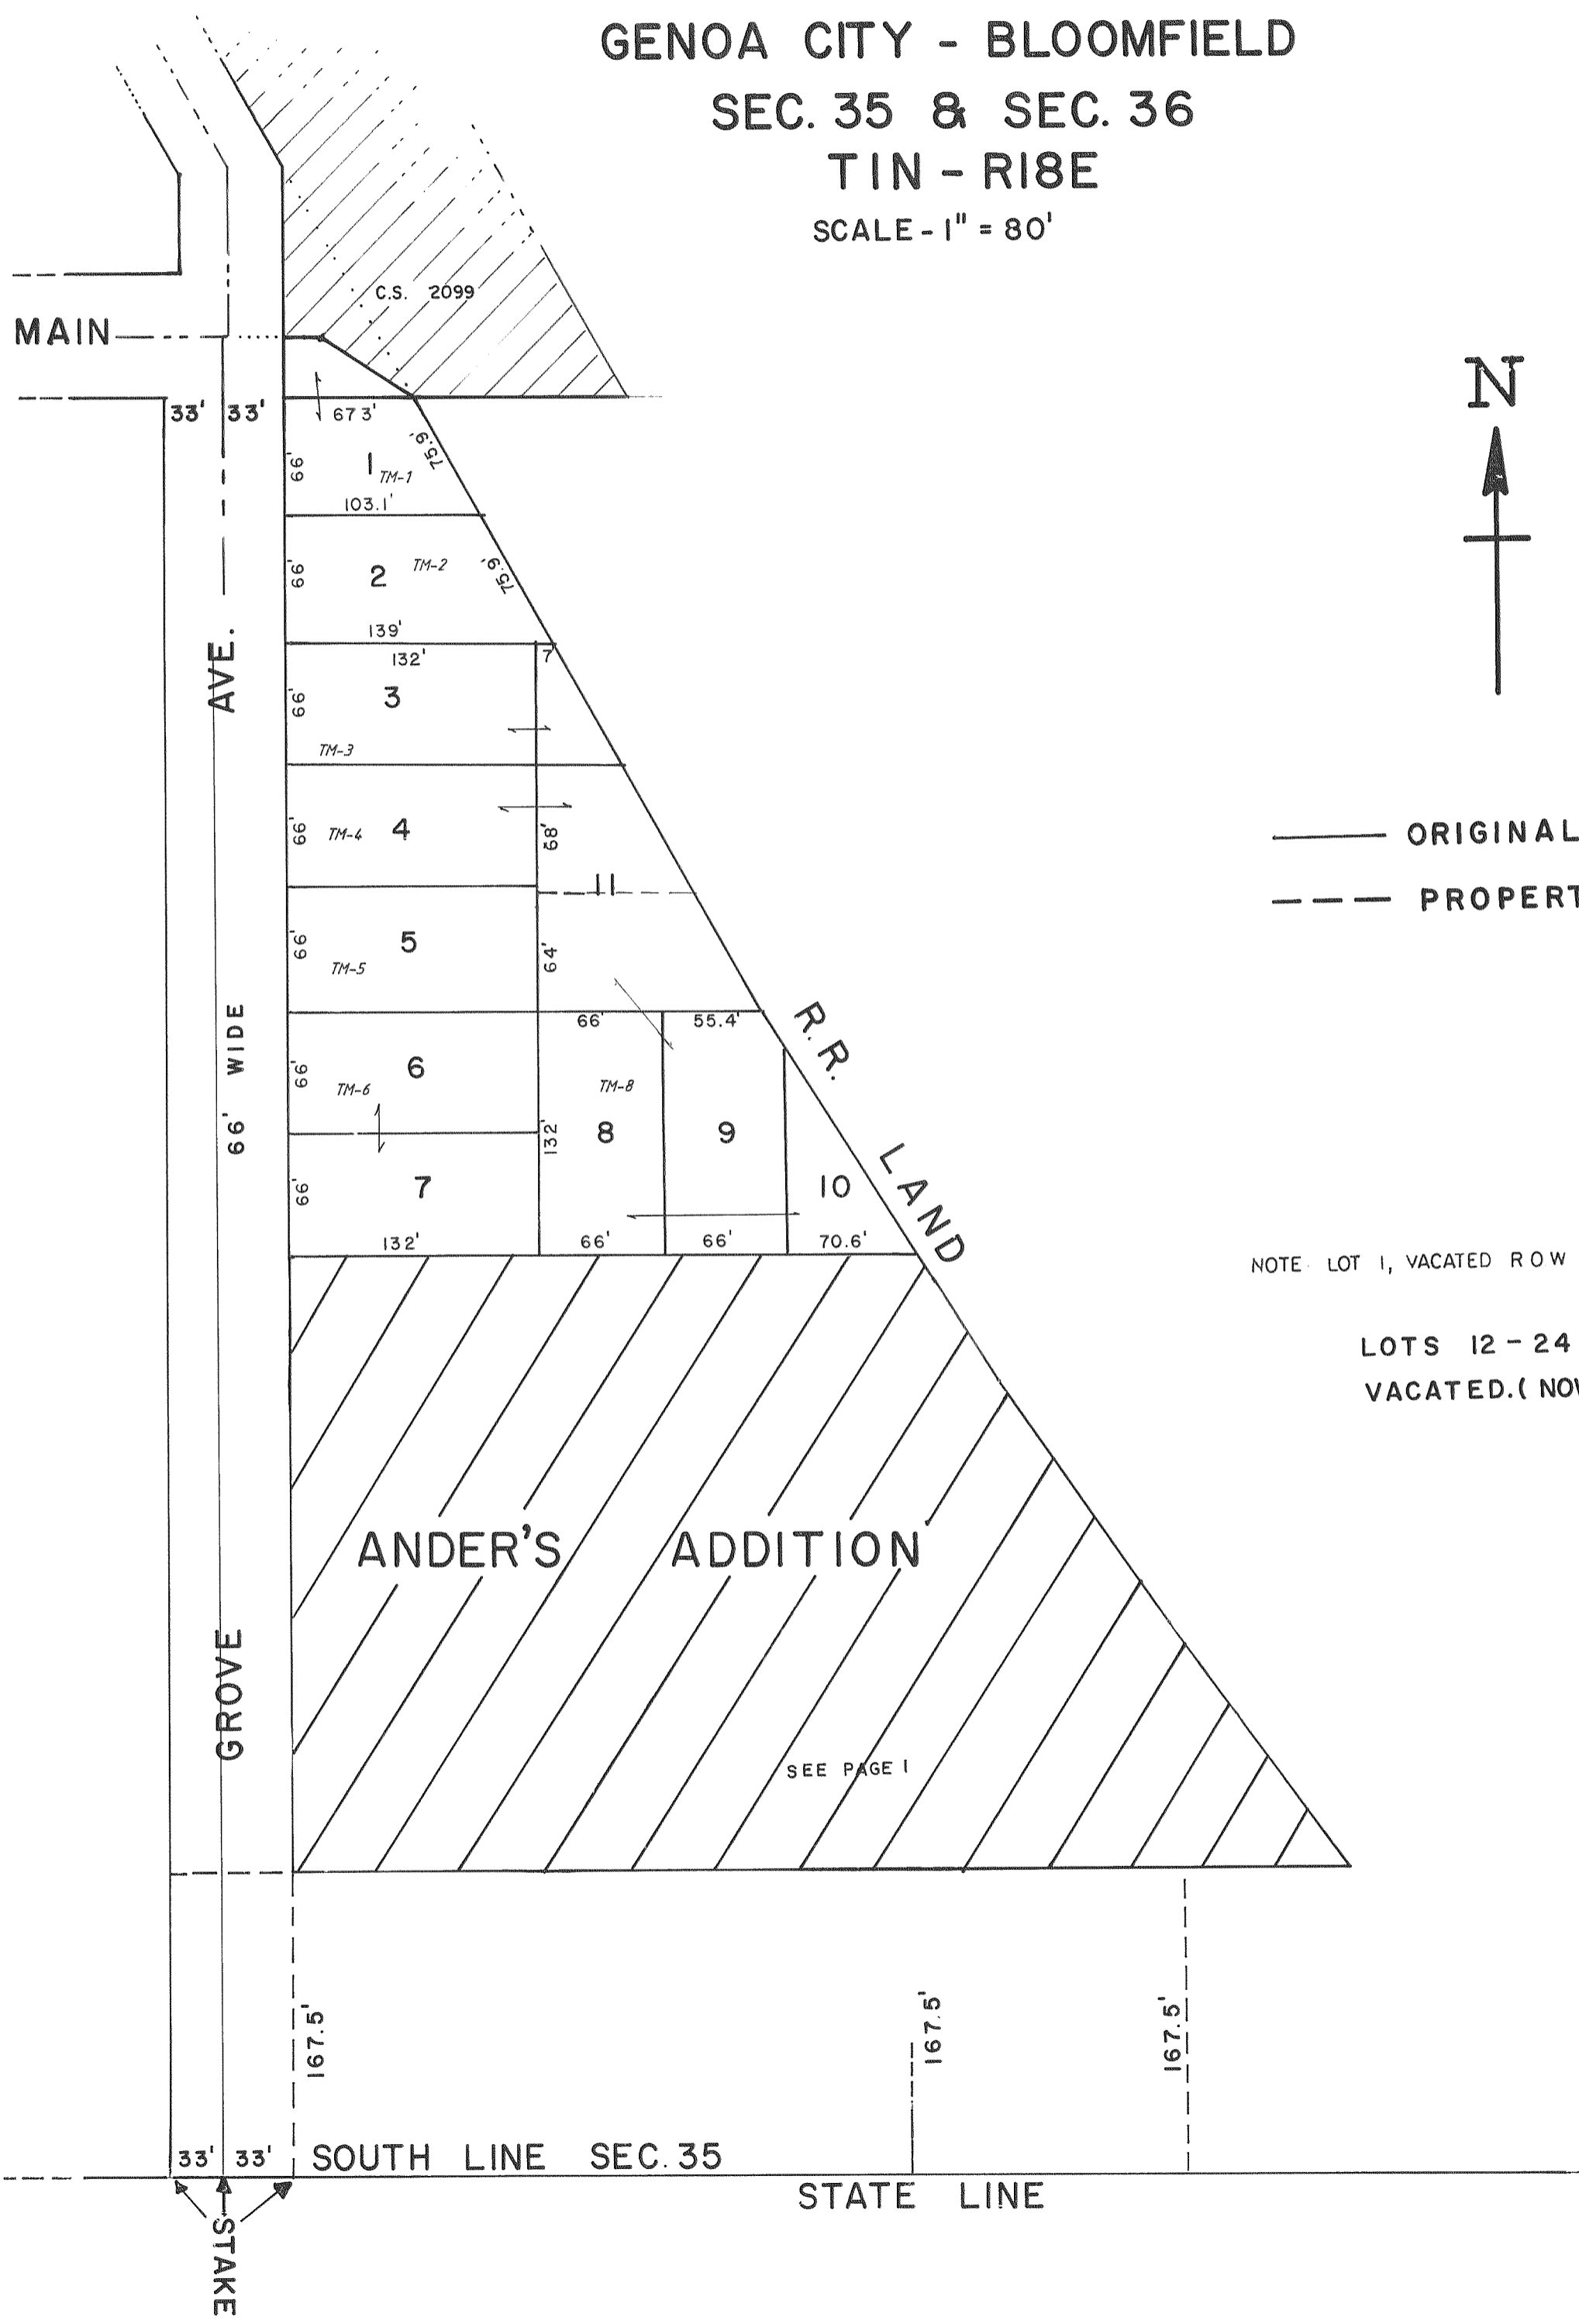 GENOA CITY - BLOOMFIELD
SEC. 35 & SEC. 36
T1N - R18E
SCALE - 1" = 80'
C.S. 2099
MAIN
N
33' 33'
673'
75.9'
66'
1
TM-1
103.1'
66'
2
TM-2
75.9'
139'
132'
7
AVE.
66'
3
TM-3
66'
TM-4
4
68'
ORIGINAL
11
PROPERT
66'
5
64'
TM-5
66' WIDE
66'
55.4'
R.R. LAND
66'
6
TM-6
TM-8
132'
8
9
66'
7
10
132'
66'
66'
70.6'
NOTE LOT 1, VACATED ROW
LOTS 12 - 24
VACATED. ( NOW
ANDER'S ADDITION
GROVE
SEE PAGE 1
167.5'
167.5'
167.5'
33' 33'
SOUTH LINE SEC. 35
STATE LINE
STAKE